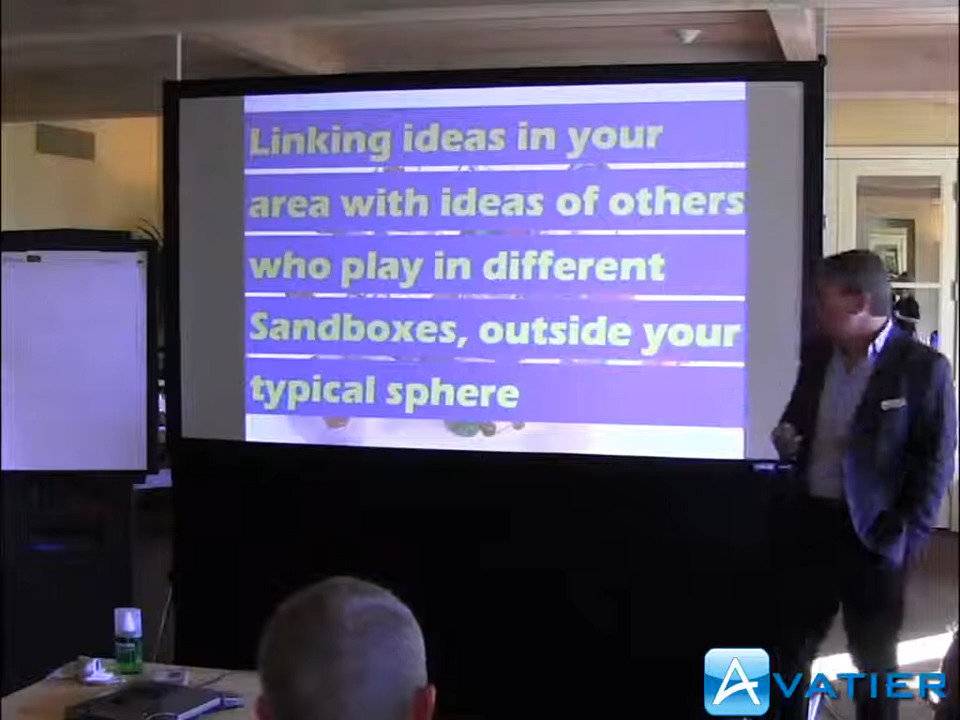 Linking ideas in your
area with ideas of others
who play in different
Sandboxes, outside your
typical sphere
AVATIER